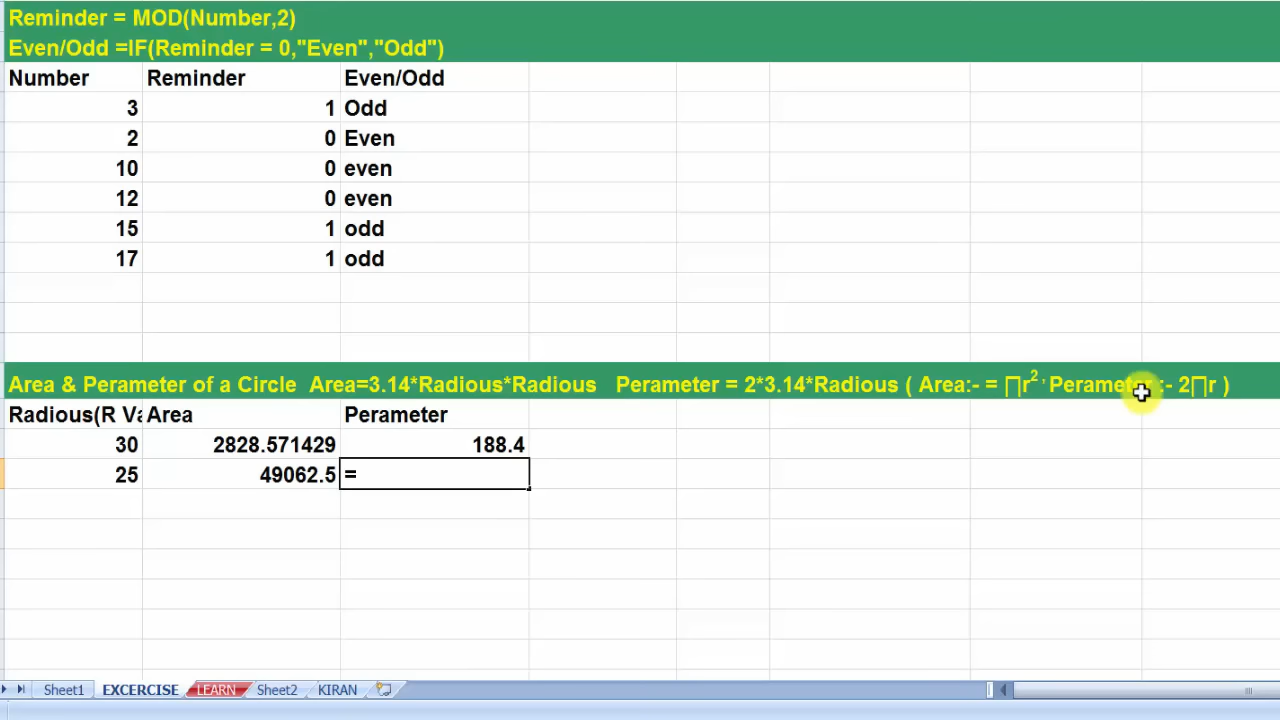 Reminder = MOD(Number,2)
Even/Odd =IF(Reminder = 0,"Even","Odd")
Number Reminder Even/Odd
3 1 Odd
2 0 Even
10 0 even
12 0 even
15 1 odd
17 1 odd
Area & Perameter of a Circle Area=3.14*Radious*Radious Perameter = 2*3.14*Radious ( Area:- = ∏r², Perameter:- 2∏r )
Radious(R Va Area Perameter
30 2828.571429 188.4
25 49062.5 =
Sheet1 EXCERCISE LEARN Sheet2 KIRAN